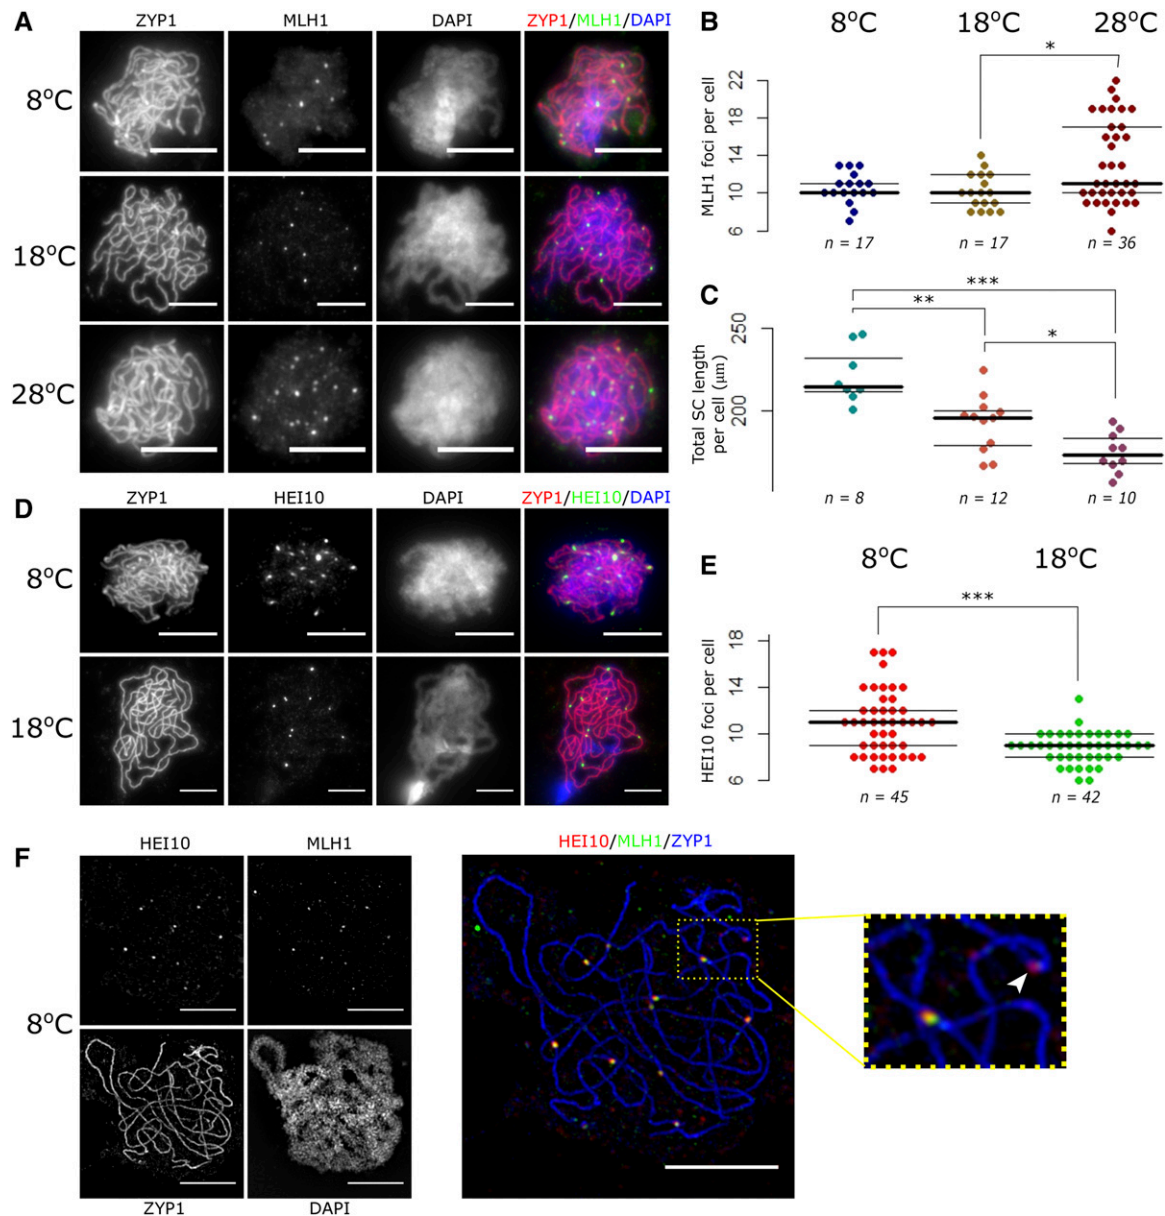 A
ZYP1 MLH1 DAPI ZYP1/MLH1/DAPI
8°C
18°C
28°C
B
8°C 18°C 28°C
*
MLH1 foci per cell
22
18
14
10
6
n = 17 n = 17 n = 36
C
***
**
*
Total SC length
per cell (μm)
250
200
n = 8 n = 12 n = 10
D
ZYP1 HEI10 DAPI ZYP1/HEI10/DAPI
8°C
18°C
E
8°C 18°C
***
HEI10 foci per cell
18
14
10
6
n = 45 n = 42
F
HEI10 MLH1
8°C
ZYP1 DAPI
HEI10/MLH1/ZYP1